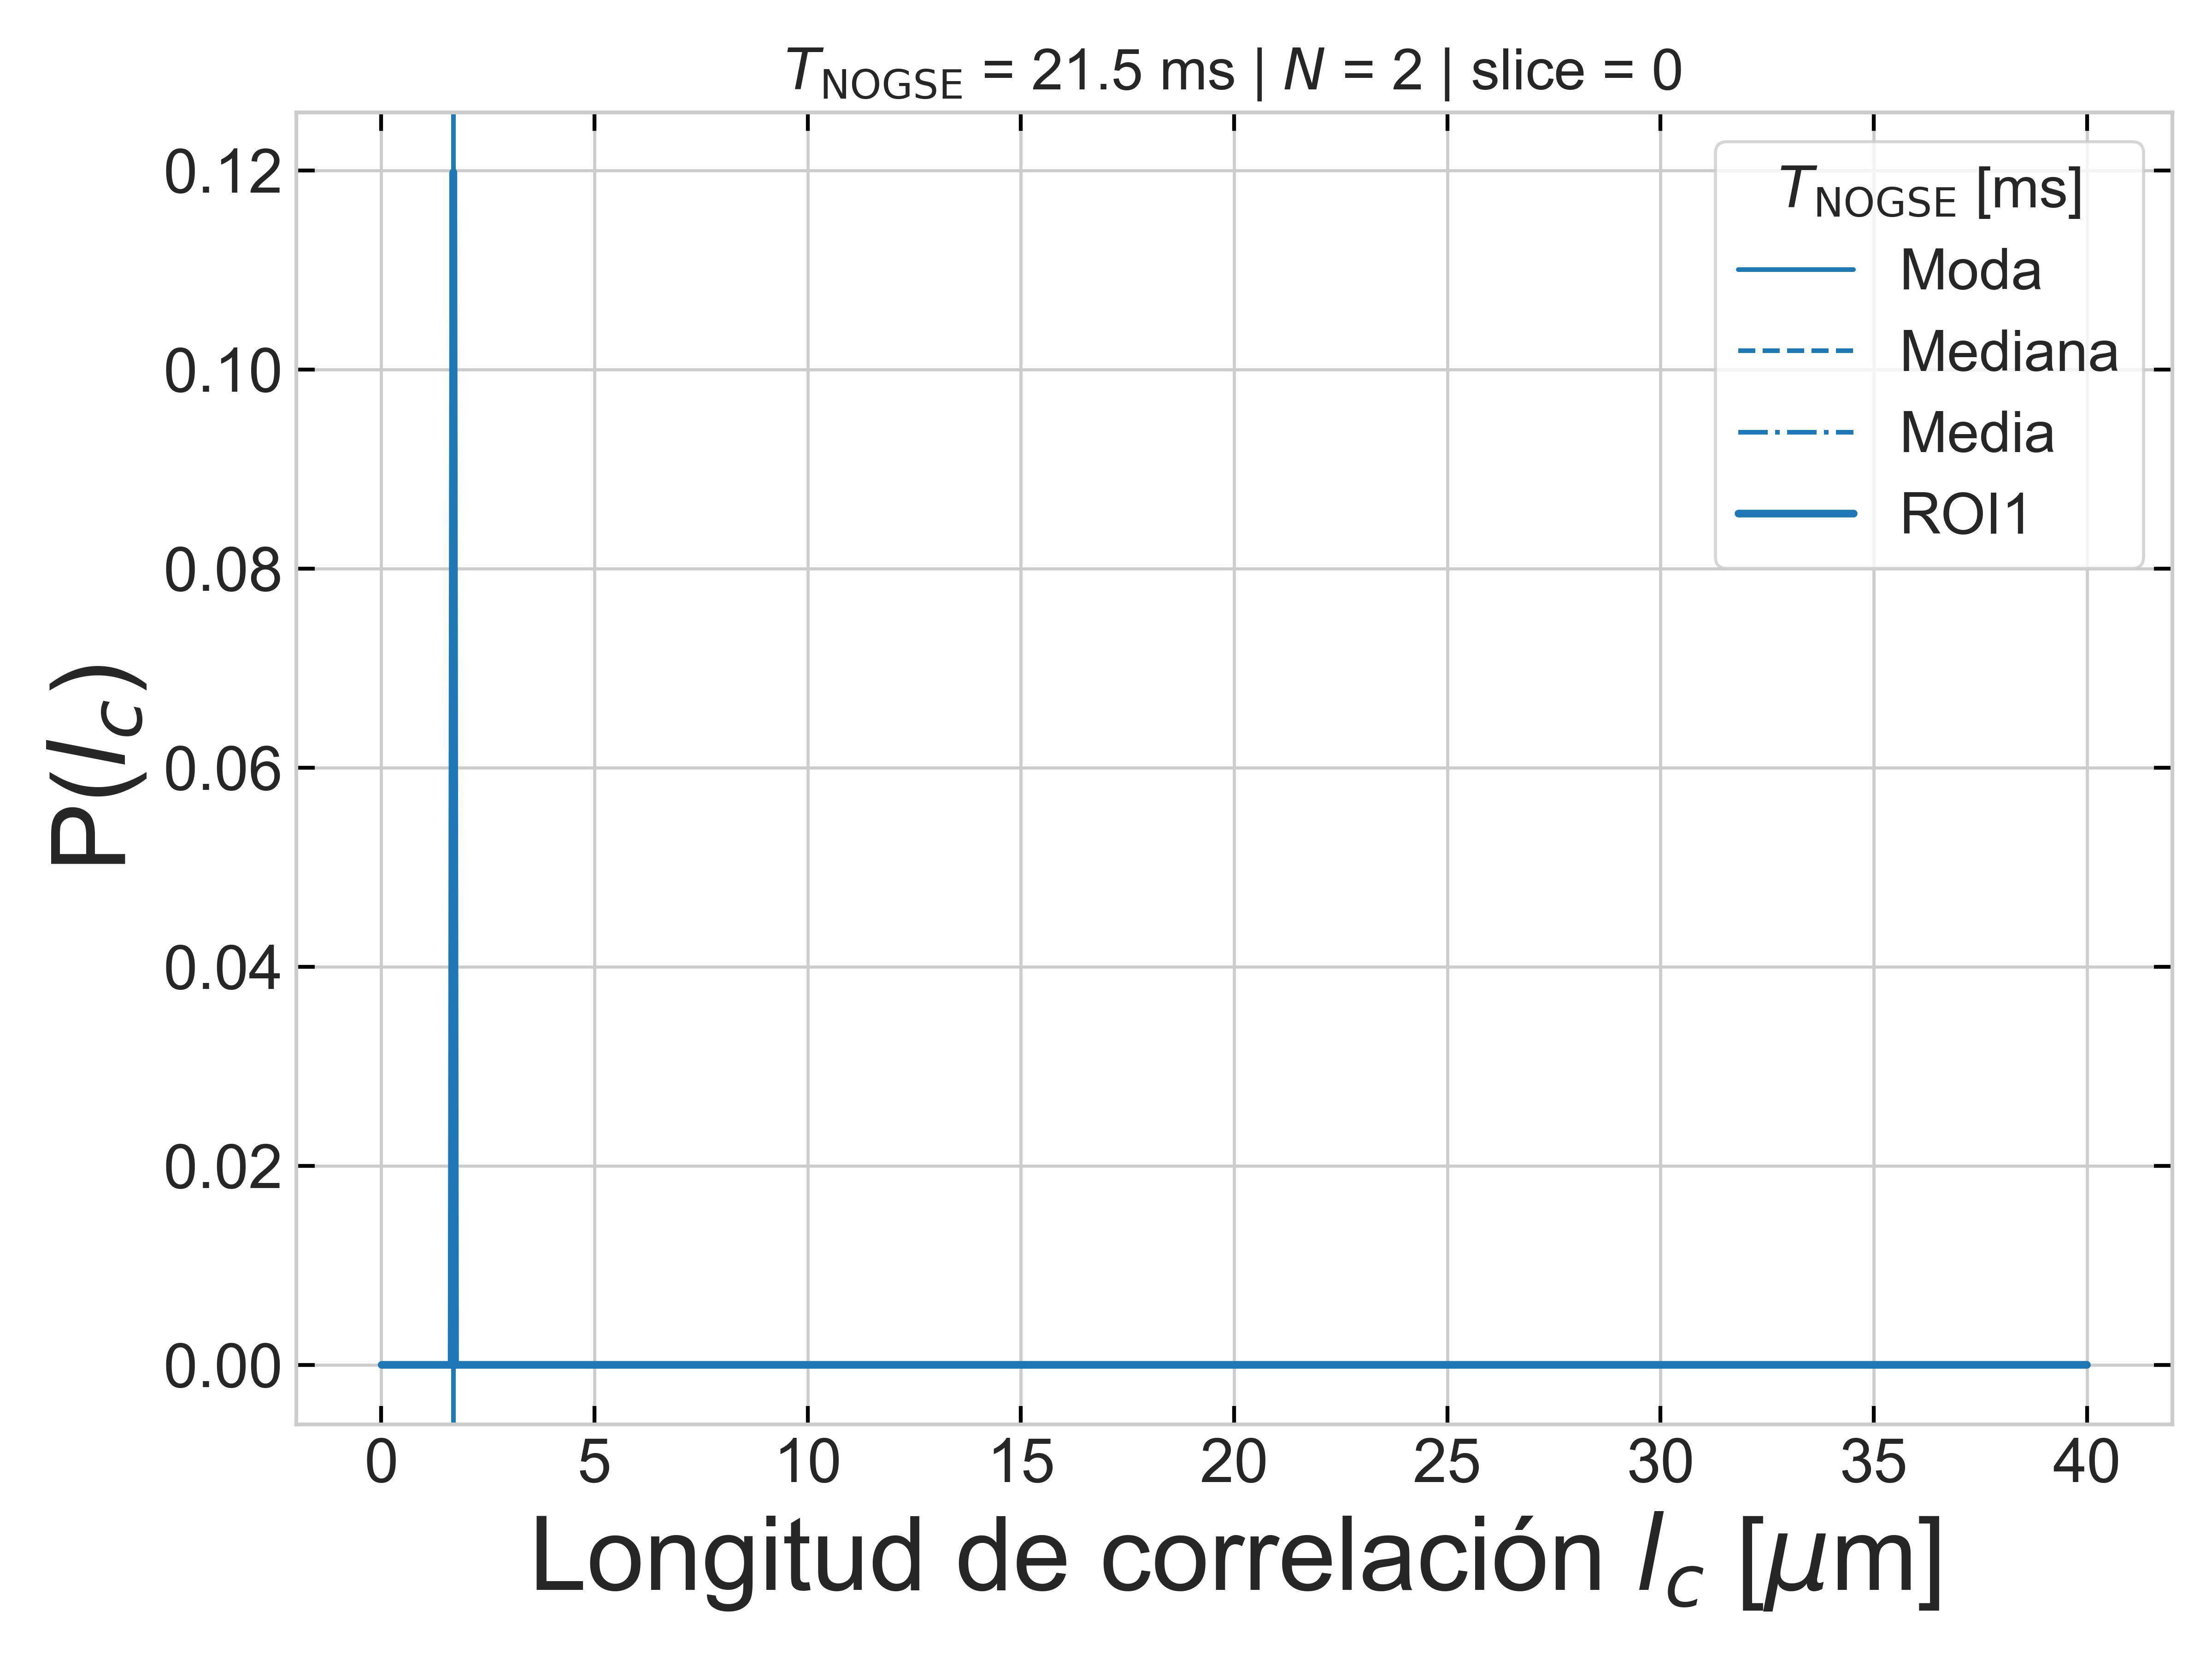 T_NOGSE = 21.5 ms | N = 2 | slice = 0
T_NOGSE [ms]
Moda
Mediana
Media
ROI1
P(l_c)
0.12
0.10
0.08
0.06
0.04
0.02
0.00
0 5 10 15 20 25 30 35 40
Longitud de correlación l_c [μm]